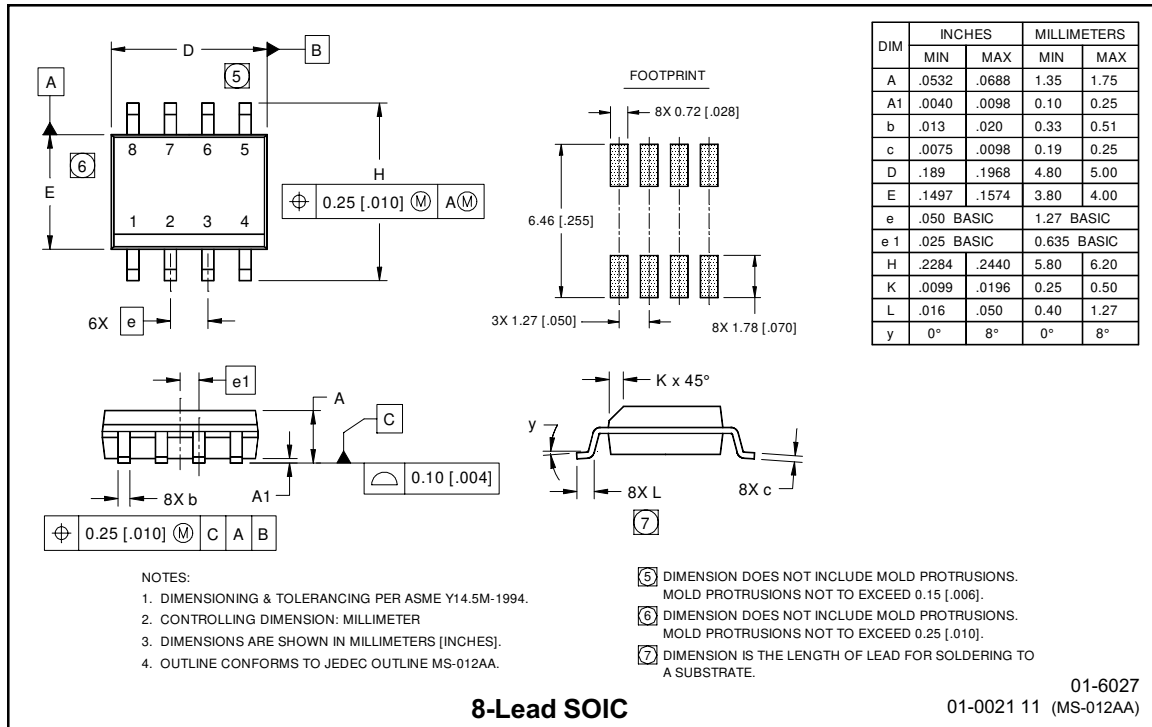 D
B
5
A
8 7 6 5
6
E
1 2 3 4
H
⌖ 0.25 [.010] Ⓜ AⓂ
6X e
FOOTPRINT
8X 0.72 [.028]
6.46 [.255]
3X 1.27 [.050]
8X 1.78 [.070]
DIM INCHES MILLIMETERS
MIN MAX MIN MAX
A .0532 .0688 1.35 1.75
A1 .0040 .0098 0.10 0.25
b .013 .020 0.33 0.51
c .0075 .0098 0.19 0.25
D .189 .1968 4.80 5.00
E .1497 .1574 3.80 4.00
e .050 BASIC 1.27 BASIC
e 1 .025 BASIC 0.635 BASIC
H .2284 .2440 5.80 6.20
K .0099 .0196 0.25 0.50
L .016 .050 0.40 1.27
y 0° 8° 0° 8°
e1
A
C
⌓ 0.10 [.004]
8X b
A1
⌖ 0.25 [.010] Ⓜ C A B
K x 45°
y
8X L
7
8X c
NOTES:
1. DIMENSIONING & TOLERANCING PER ASME Y14.5M-1994.
2. CONTROLLING DIMENSION: MILLIMETER
3. DIMENSIONS ARE SHOWN IN MILLIMETERS [INCHES].
4. OUTLINE CONFORMS TO JEDEC OUTLINE MS-012AA.
5 DIMENSION DOES NOT INCLUDE MOLD PROTRUSIONS.
MOLD PROTRUSIONS NOT TO EXCEED 0.15 [.006].
6 DIMENSION DOES NOT INCLUDE MOLD PROTRUSIONS.
MOLD PROTRUSIONS NOT TO EXCEED 0.25 [.010].
7 DIMENSION IS THE LENGTH OF LEAD FOR SOLDERING TO
A SUBSTRATE.
8-Lead SOIC
01-6027
01-0021 11 (MS-012AA)